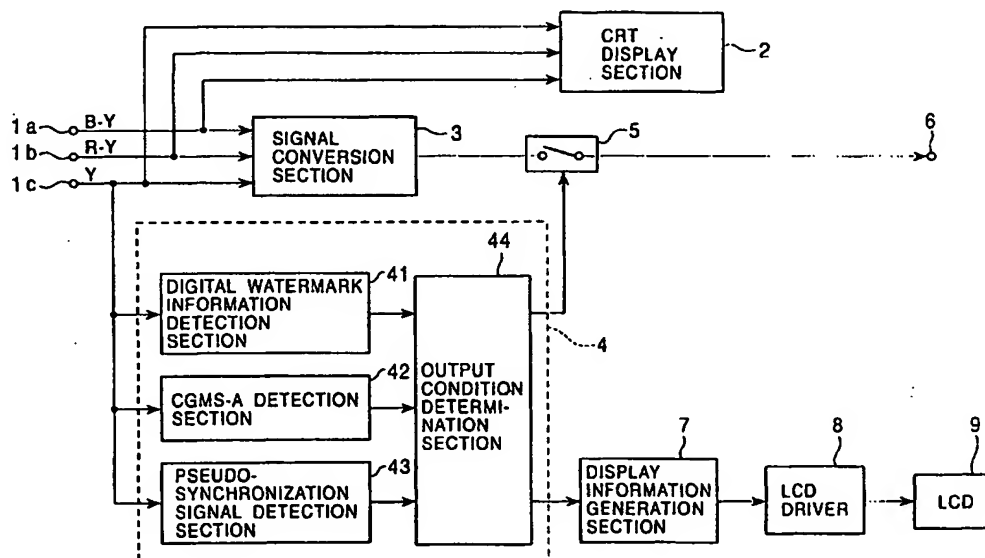 CRT
DISPLAY
SECTION
2
1a
B-Y
1b
R-Y
1c
Y
SIGNAL
CONVERSION
SECTION
3
5
6
DIGITAL WATERMARK
INFORMATION
DETECTION
SECTION
41
CGMS-A DETECTION
SECTION
42
PSEUDO-
SYNCHRONIZATION
SIGNAL DETECTION
SECTION
43
44
OUTPUT
CONDITION
DETERMI-
NATION
SECTION
4
7
DISPLAY
INFORMATION
GENERATION
SECTION
8
LCD
DRIVER
9
LCD